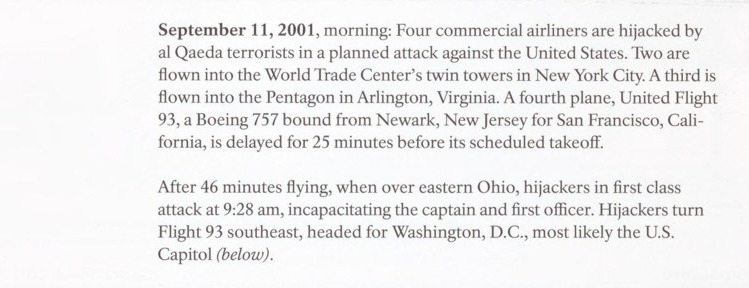 September 11, 2001, morning: Four commercial airliners are hijacked by
al Qaeda terrorists in a planned attack against the United States. Two are
flown into the World Trade Center's twin towers in New York City. A third is
flown into the Pentagon in Arlington, Virginia. A fourth plane, United Flight
93, a Boeing 757 bound from Newark, New Jersey for San Francisco, Cali-
fornia, is delayed for 25 minutes before its scheduled takeoff.
After 46 minutes flying, when over eastern Ohio, hijackers in first class
attack at 9:28 am, incapacitating the captain and first officer. Hijackers turn
Flight 93 southeast, headed for Washington, D.C., most likely the U.S.
Capitol (below).